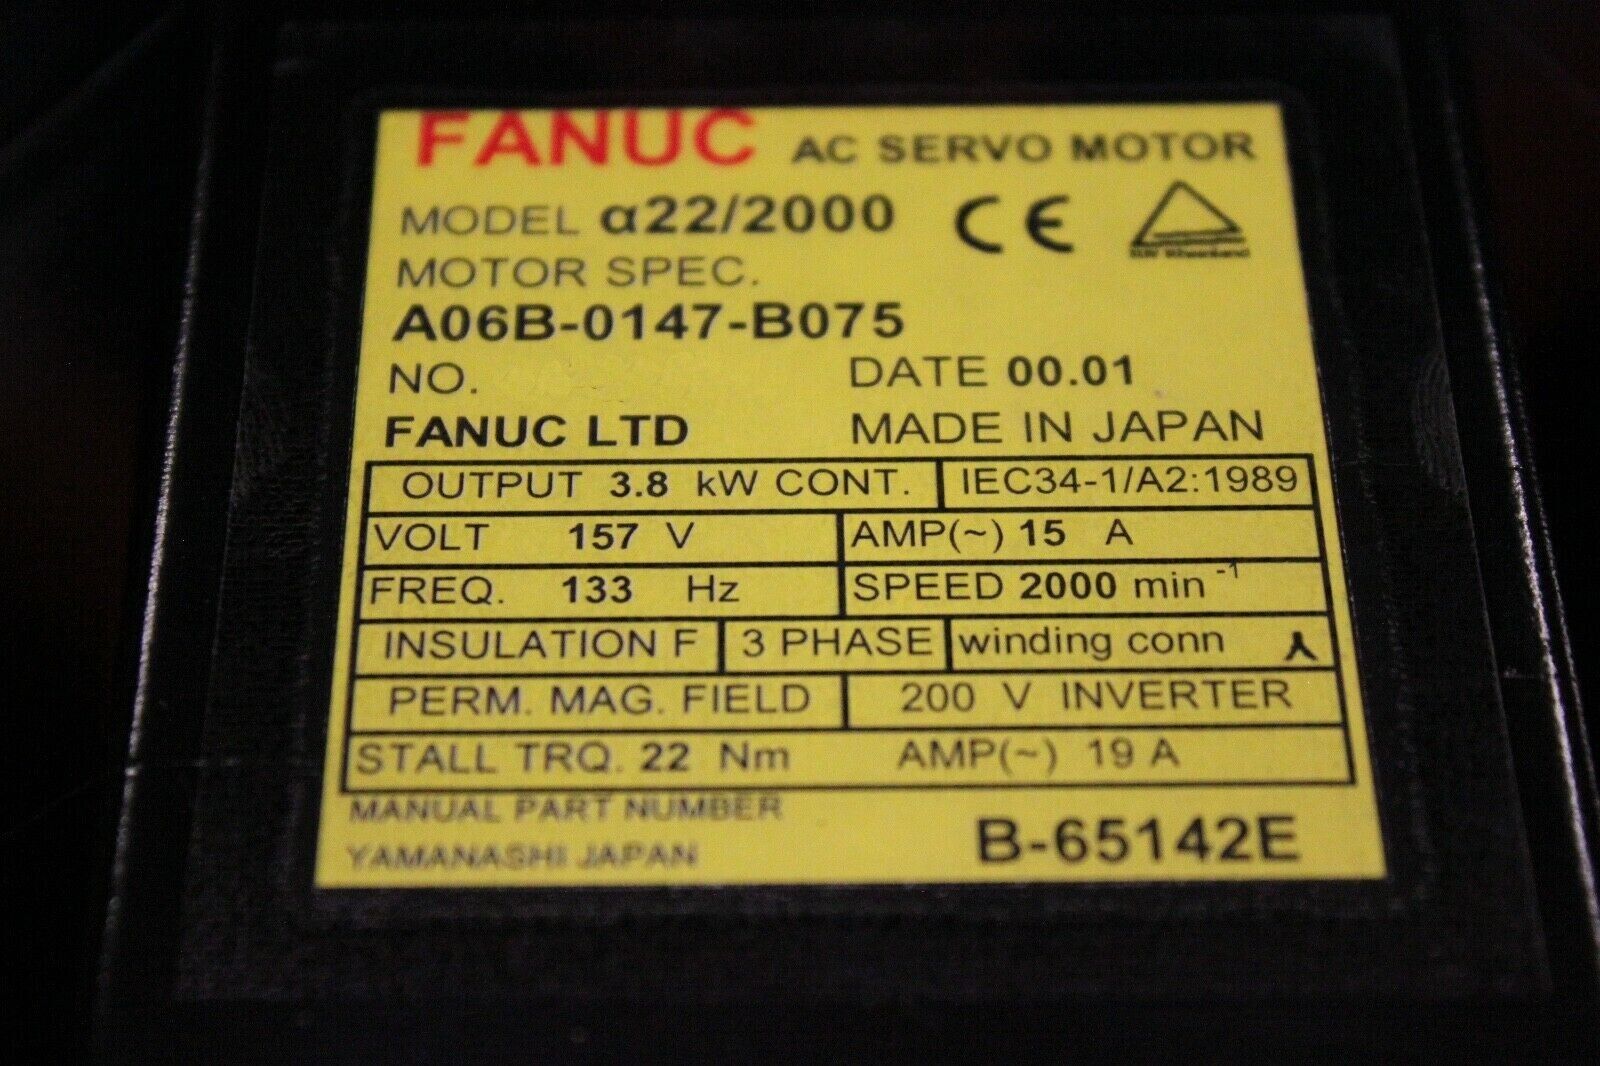 FANUC AC SERVO MOTOR
MODEL α22/2000 CE
MOTOR SPEC.
A06B-0147-B075
NO. DATE 00.01
FANUC LTD MADE IN JAPAN
OUTPUT 3.8 kW CONT. IEC34-1/A2:1989
VOLT 157 V AMP(~) 15 A
FREQ. 133 Hz SPEED 2000 min⁻¹
INSULATION F 3 PHASE winding conn
PERM. MAG. FIELD 200 V INVERTER
STALL TRQ. 22 Nm AMP(~) 19 A
MANUAL PART NUMBER
YAMANASHI JAPAN B-65142E